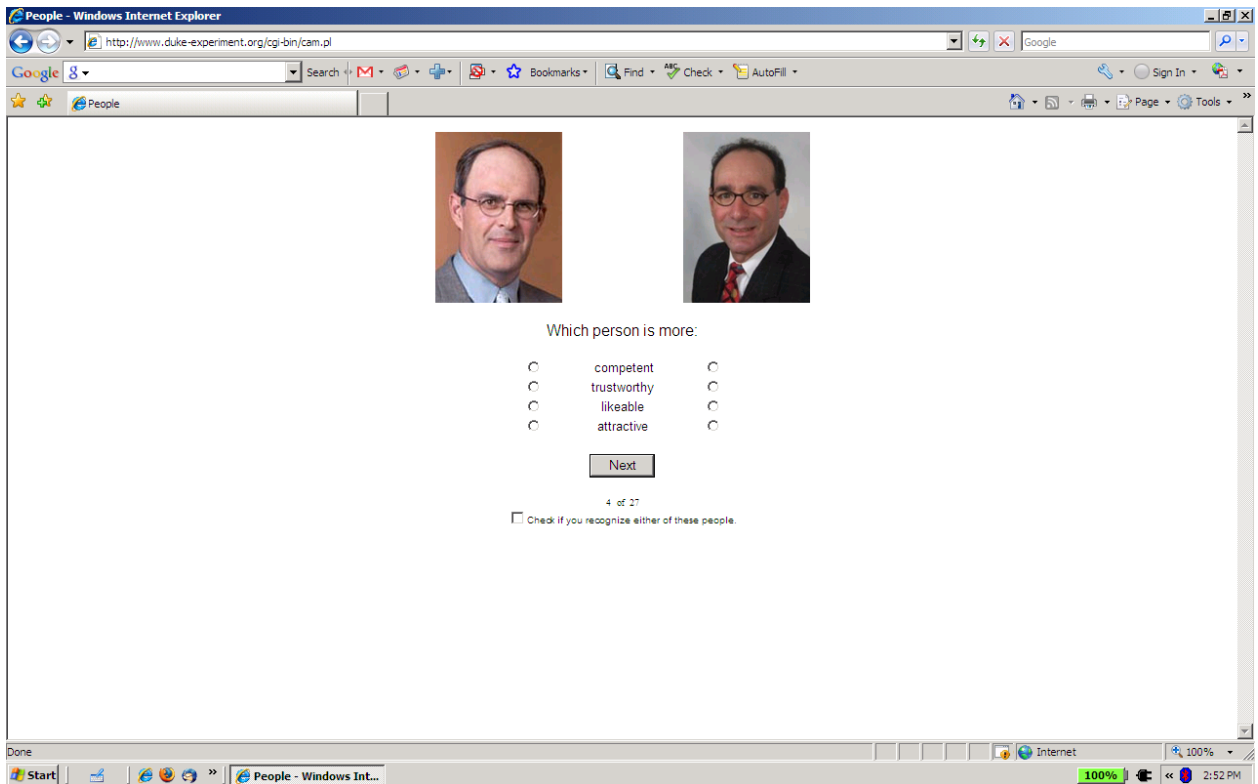 People - Windows Internet Explorer
http://www.duke-experiment.org/cgi-bin/cam.pl
Google
Google Search Bookmarks Find Check AutoFill Sign In
People Page Tools
Which person is more:
competent
trustworthy
likeable
attractive
Next
4 of 27
Check if you recognize either of these people.
Done Internet 100%
Start People - Windows Int... 100% 2:52 PM